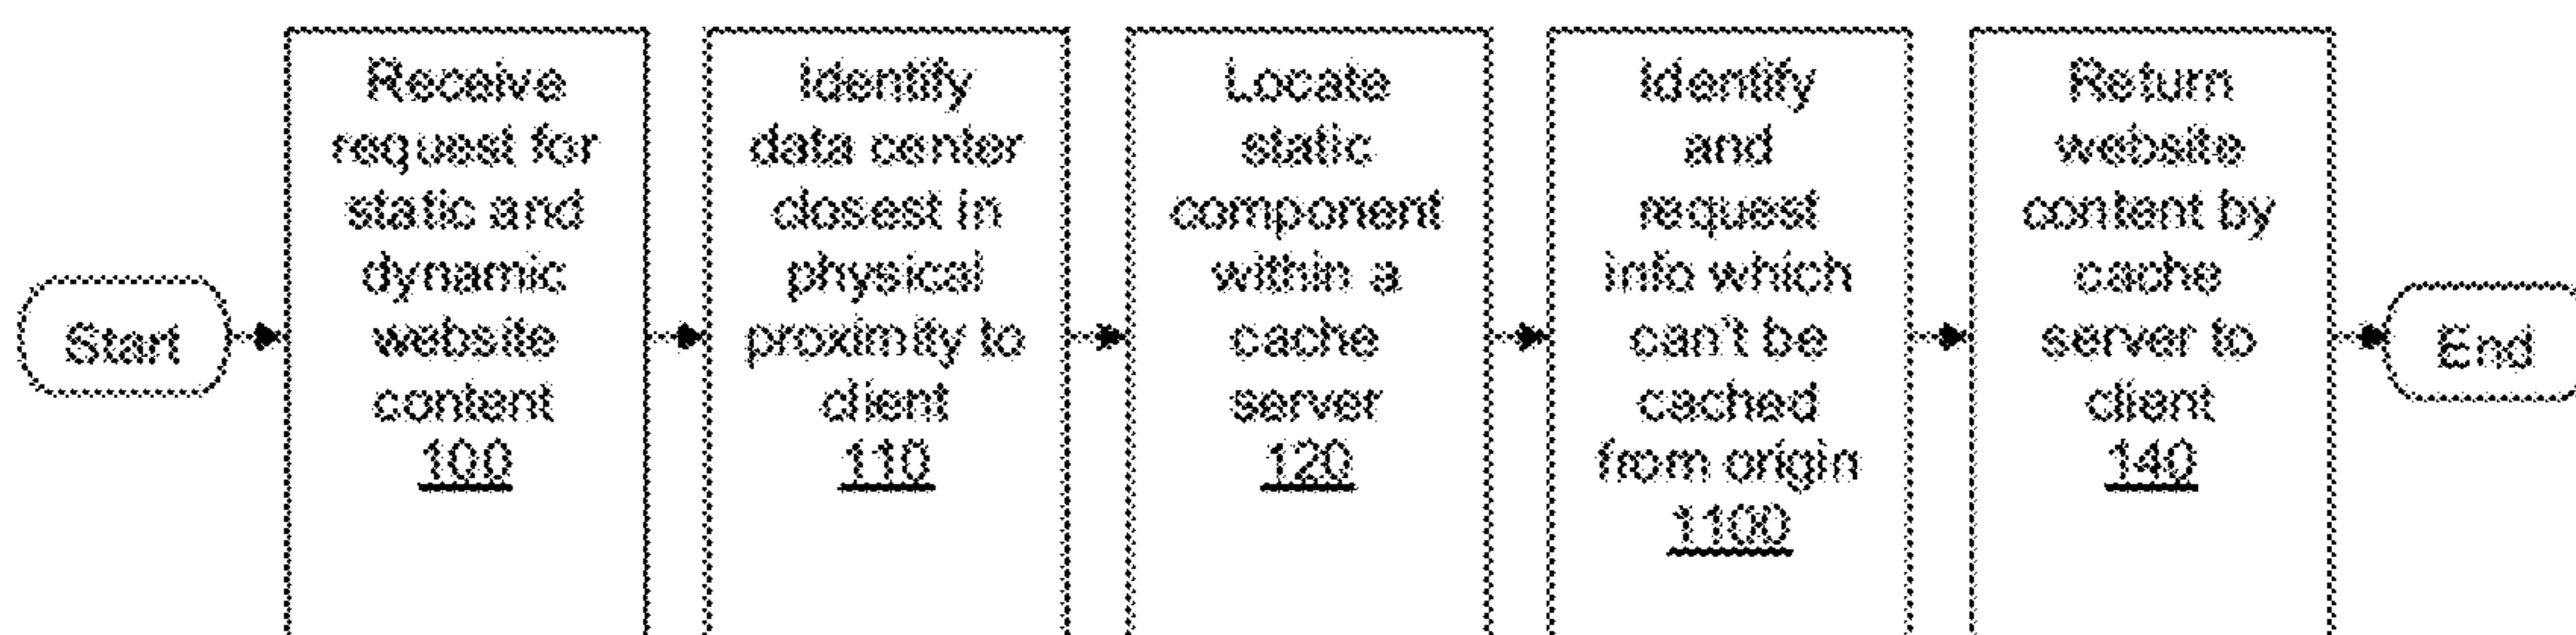 Start
Receive
request for
static and
dynamic
website
content
100
Identify
data center
closest in
physical
proximity to
client
110
Locate
static
component
within a
cache
server
120
Identify
and
request
info which
can't be
cached
from origin
1100
Return
website
content by
cache
server to
client
140
End